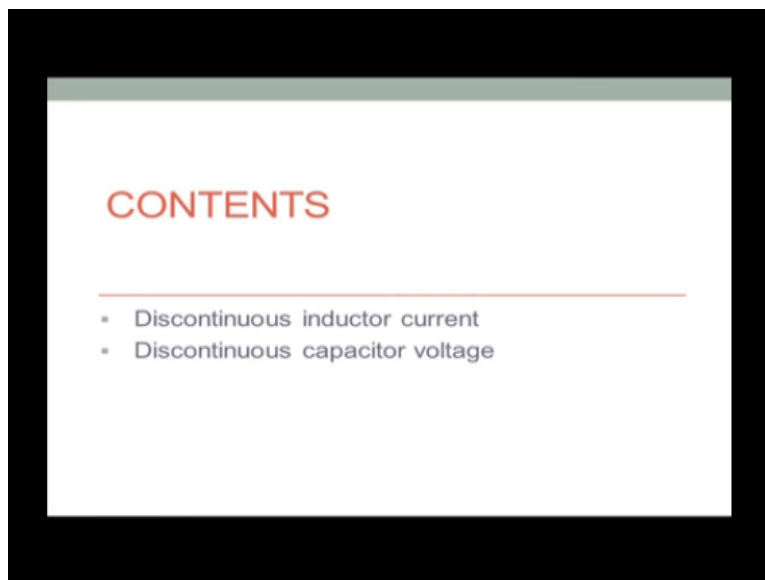 CONTENTS
▪ Discontinuous inductor current
▪ Discontinuous capacitor voltage